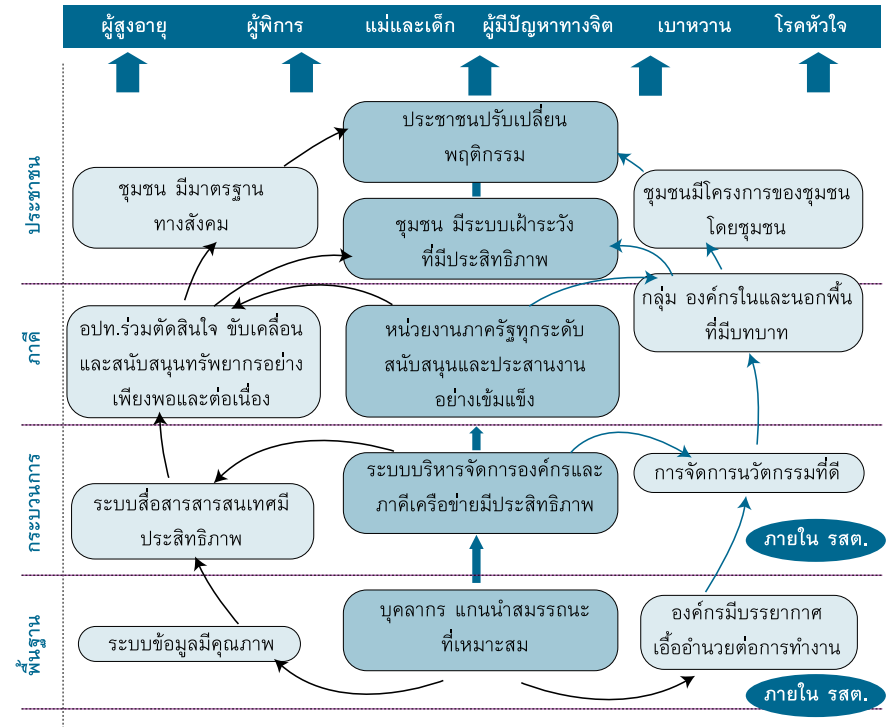 ผู้สูงอายุ ผู้พิการ แม่และเด็ก ผู้มีปัญหาทางจิต เบาหวาน โรคหัวใจ
ประชาชน
ประชาชนปรับเปลี่ยน
พฤติกรรม
ชุมชน มีมาตรฐาน
ทางสังคม
ชุมชน มีระบบเฝ้าระวัง
ที่มีประสิทธิภาพ
ชุมชนมีโครงการของชุมชน
โดยชุมชน
ภาคี
อปท.ร่วมตัดสินใจ ขับเคลื่อน
และสนับสนุนทรัพยากรอย่าง
เพียงพอและต่อเนื่อง
หน่วยงานภาครัฐทุกระดับ
สนับสนุนและประสานงาน
อย่างเข้มแข็ง
กลุ่ม องค์กรในและนอกพื้น
ที่มีบทบาท
กระบวนการ
ระบบสื่อสารสารสนเทศมี
ประสิทธิภาพ
ระบบบริหารจัดการองค์กรและ
ภาคีเครือข่ายมีประสิทธิภาพ
การจัดการนวัตกรรมที่ดี
ภายใน รสต.
พื้นฐาน
ระบบข้อมูลมีคุณภาพ
บุคลากร แกนนำสมรรถนะ
ที่เหมาะสม
องค์กรมีบรรยากาศ
เอื้ออำนวยต่อการทำงาน
ภายใน รสต.